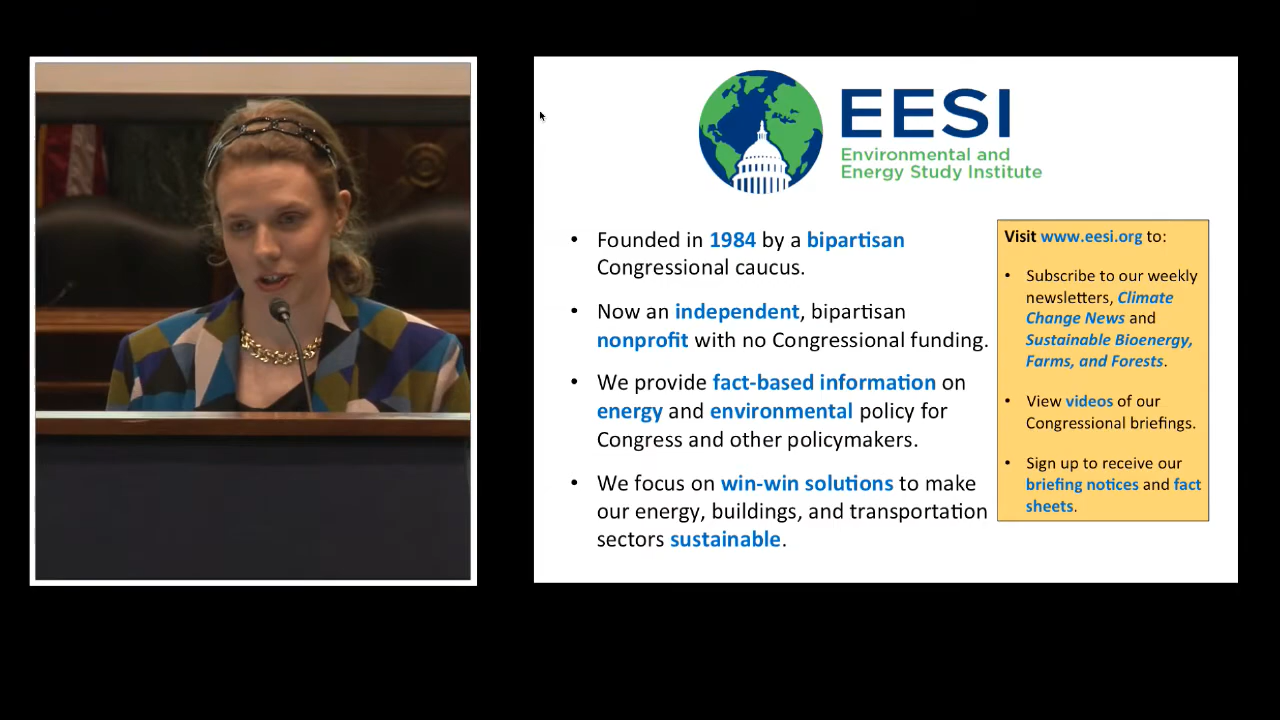 EESI
Environmental and
Energy Study Institute
• Founded in 1984 by a bipartisan
Congressional caucus.
• Now an independent, bipartisan
nonprofit with no Congressional funding.
• We provide fact-based information on
energy and environmental policy for
Congress and other policymakers.
• We focus on win-win solutions to make
our energy, buildings, and transportation
sectors sustainable.
Visit www.eesi.org to:
• Subscribe to our weekly
newsletters, Climate
Change News and
Sustainable Bioenergy,
Farms, and Forests.
• View videos of our
Congressional briefings.
• Sign up to receive our
briefing notices and fact
sheets.